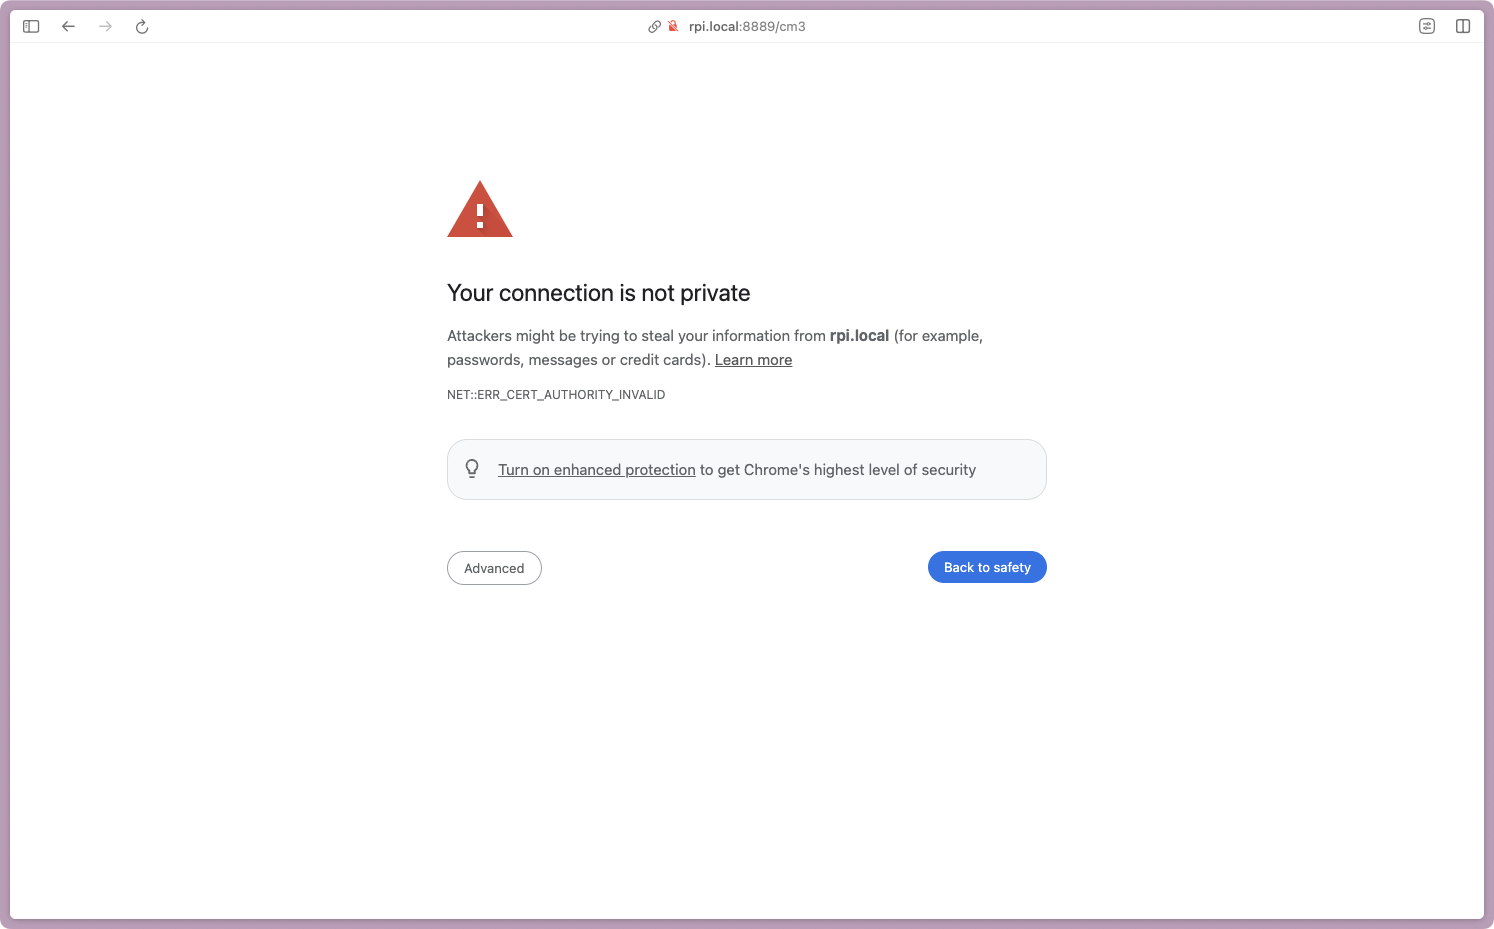 rpi.local:8889/cm3
Your connection is not private
Attackers might be trying to steal your information from rpi.local (for example,
passwords, messages or credit cards). Learn more
NET::ERR_CERT_AUTHORITY_INVALID
Turn on enhanced protection to get Chrome's highest level of security
Advanced
Back to safety